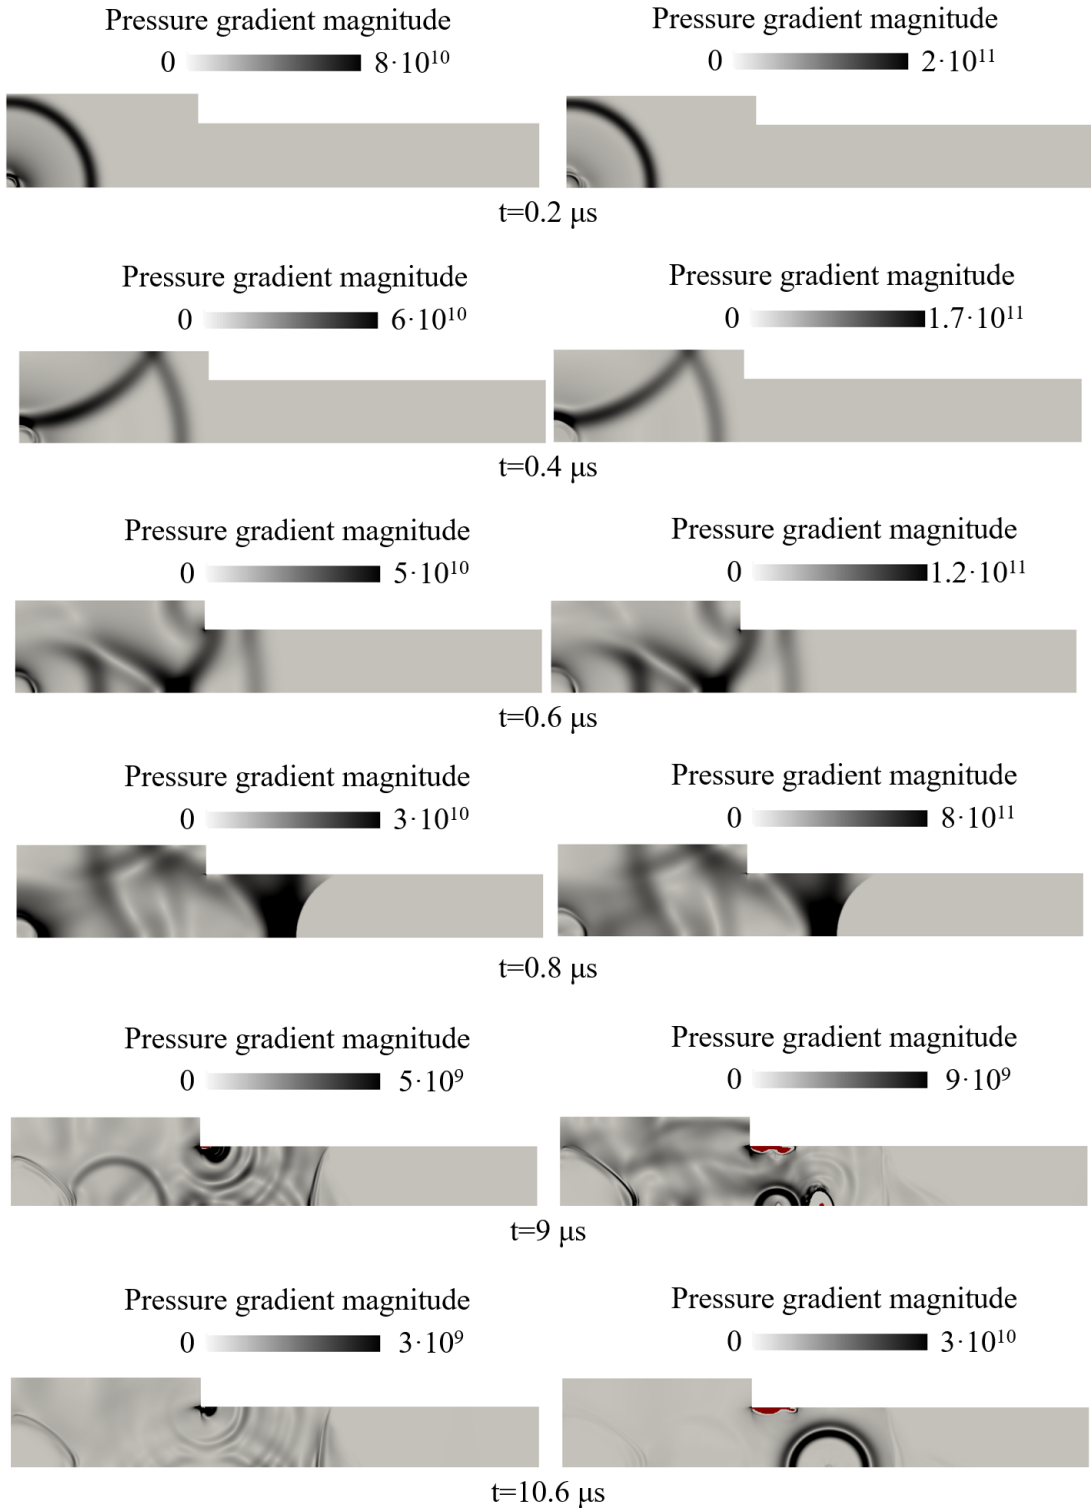 Pressure gradient magnitude
0 8·10¹⁰
Pressure gradient magnitude
0 2·10¹¹
t=0.2 μs
Pressure gradient magnitude
0 6·10¹⁰
Pressure gradient magnitude
0 1.7·10¹¹
t=0.4 μs
Pressure gradient magnitude
0 5·10¹⁰
Pressure gradient magnitude
0 1.2·10¹¹
t=0.6 μs
Pressure gradient magnitude
0 3·10¹⁰
Pressure gradient magnitude
0 8·10¹¹
t=0.8 μs
Pressure gradient magnitude
0 5·10⁹
Pressure gradient magnitude
0 9·10⁹
t=9 μs
Pressure gradient magnitude
0 3·10⁹
Pressure gradient magnitude
0 3·10¹⁰
t=10.6 μs